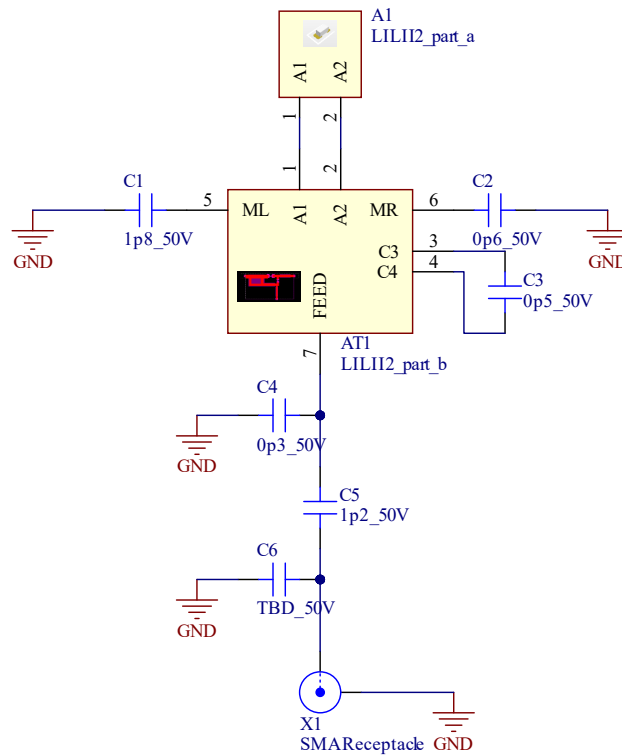 A1
LILII2_part_a
A1 A2
1 2
1 2
C1
1p8_50V
GND
5
ML
A1 A2
MR
6
C2
0p6_50V
GND
C3
3
C4
4
C3
0p5_50V
FEED
7
AT1
LILII2_part_b
C4
0p3_50V
GND
C5
1p2_50V
C6
TBD_50V
GND
X1
SMAReceptacle
GND